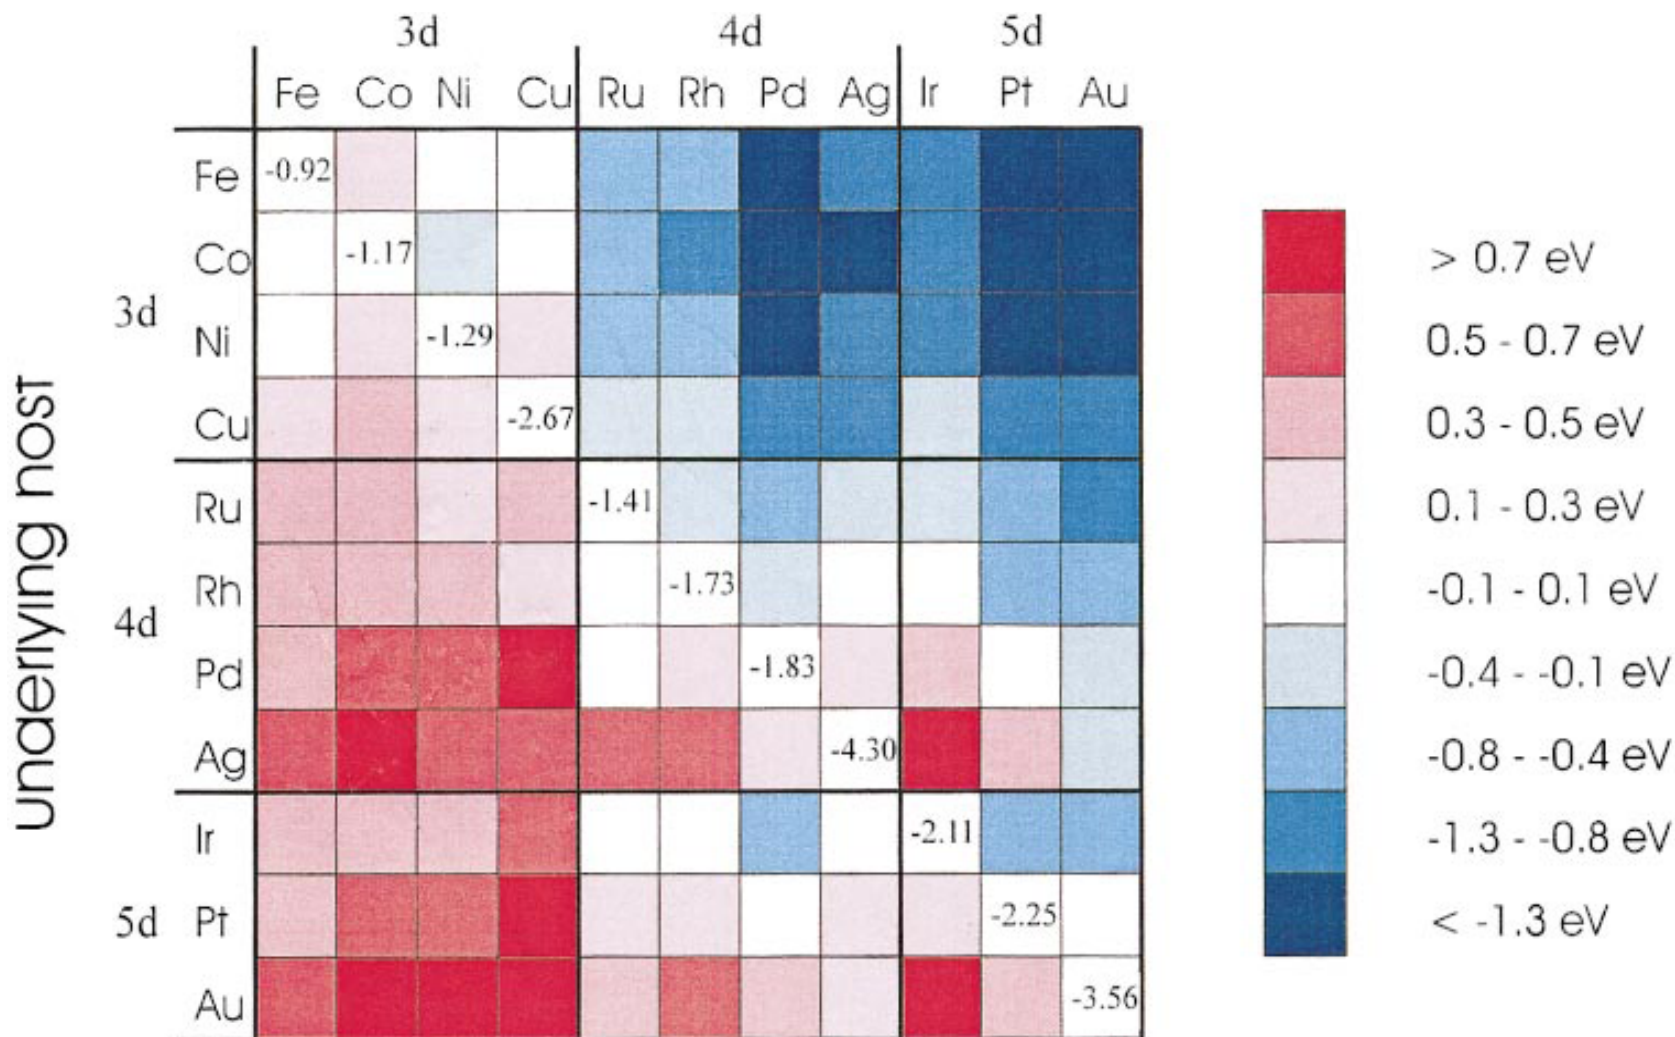 3d 4d 5d
Fe Co Ni Cu Ru Rh Pd Ag Ir Pt Au
Fe -0.92
Co -1.17
3d
Ni -1.29
Cu -2.67
Ru -1.41
Rh -1.73
4d
Pd -1.83
Ag -4.30
Ir -2.11
5d Pt -2.25
Au -3.56
underlying host
> 0.7 eV
0.5 - 0.7 eV
0.3 - 0.5 eV
0.1 - 0.3 eV
-0.1 - 0.1 eV
-0.4 - -0.1 eV
-0.8 - -0.4 eV
-1.3 - -0.8 eV
< -1.3 eV